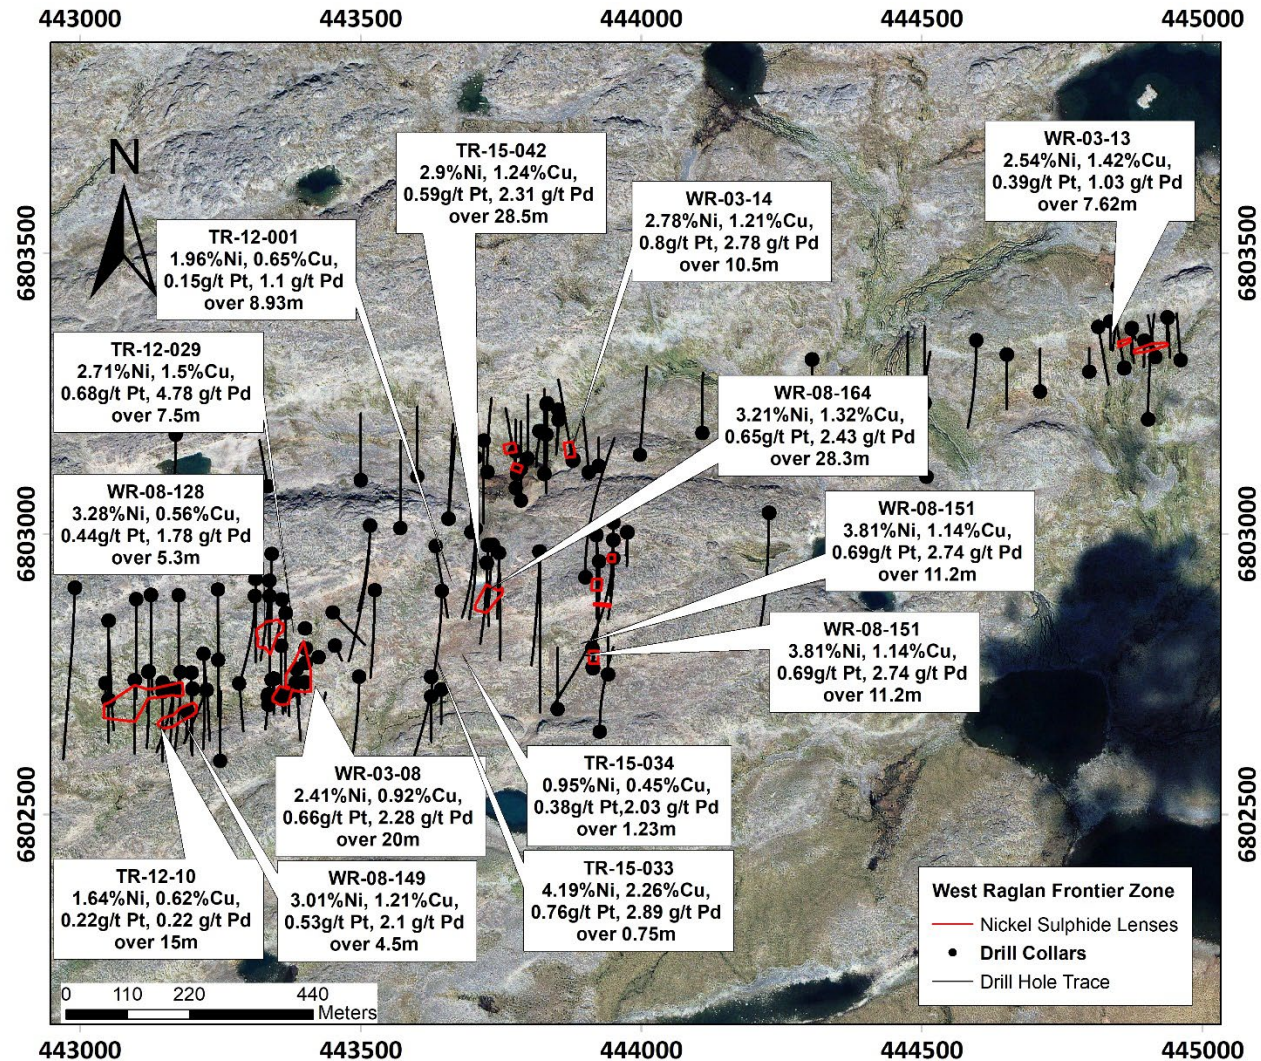 443000 443500 444000 444500 445000
N
TR-15-042
2.9%Ni, 1.24%Cu,
0.59g/t Pt, 2.31 g/t Pd
over 28.5m
WR-03-13
2.54%Ni, 1.42%Cu,
0.39g/t Pt, 1.03 g/t Pd
over 7.62m
WR-03-14
2.78%Ni, 1.21%Cu,
0.8g/t Pt, 2.78 g/t Pd
over 10.5m
TR-12-001
1.96%Ni, 0.65%Cu,
0.15g/t Pt, 1.1 g/t Pd
over 8.93m
6803500
6803500
TR-12-029
2.71%Ni, 1.5%Cu,
0.68g/t Pt, 4.78 g/t Pd
over 7.5m
WR-08-164
3.21%Ni, 1.32%Cu,
0.65g/t Pt, 2.43 g/t Pd
over 28.3m
WR-08-128
3.28%Ni, 0.56%Cu,
0.44g/t Pt, 1.78 g/t Pd
over 5.3m
6803000
6803000
WR-08-151
3.81%Ni, 1.14%Cu,
0.69g/t Pt, 2.74 g/t Pd
over 11.2m
WR-08-151
3.81%Ni, 1.14%Cu,
0.69g/t Pt, 2.74 g/t Pd
over 11.2m
WR-03-08
2.41%Ni, 0.92%Cu,
0.66g/t Pt, 2.28 g/t Pd
over 20m
TR-15-034
0.95%Ni, 0.45%Cu,
0.38g/t Pt,2.03 g/t Pd
over 1.23m
6802500
6802500
TR-12-10
1.64%Ni, 0.62%Cu,
0.22g/t Pt, 0.22 g/t Pd
over 15m
WR-08-149
3.01%Ni, 1.21%Cu,
0.53g/t Pt, 2.1 g/t Pd
over 4.5m
TR-15-033
4.19%Ni, 2.26%Cu,
0.76g/t Pt, 2.89 g/t Pd
over 0.75m
West Raglan Frontier Zone
Nickel Sulphide Lenses
Drill Collars
Drill Hole Trace
0 110 220 440
Meters
443000 443500 444000 444500 445000